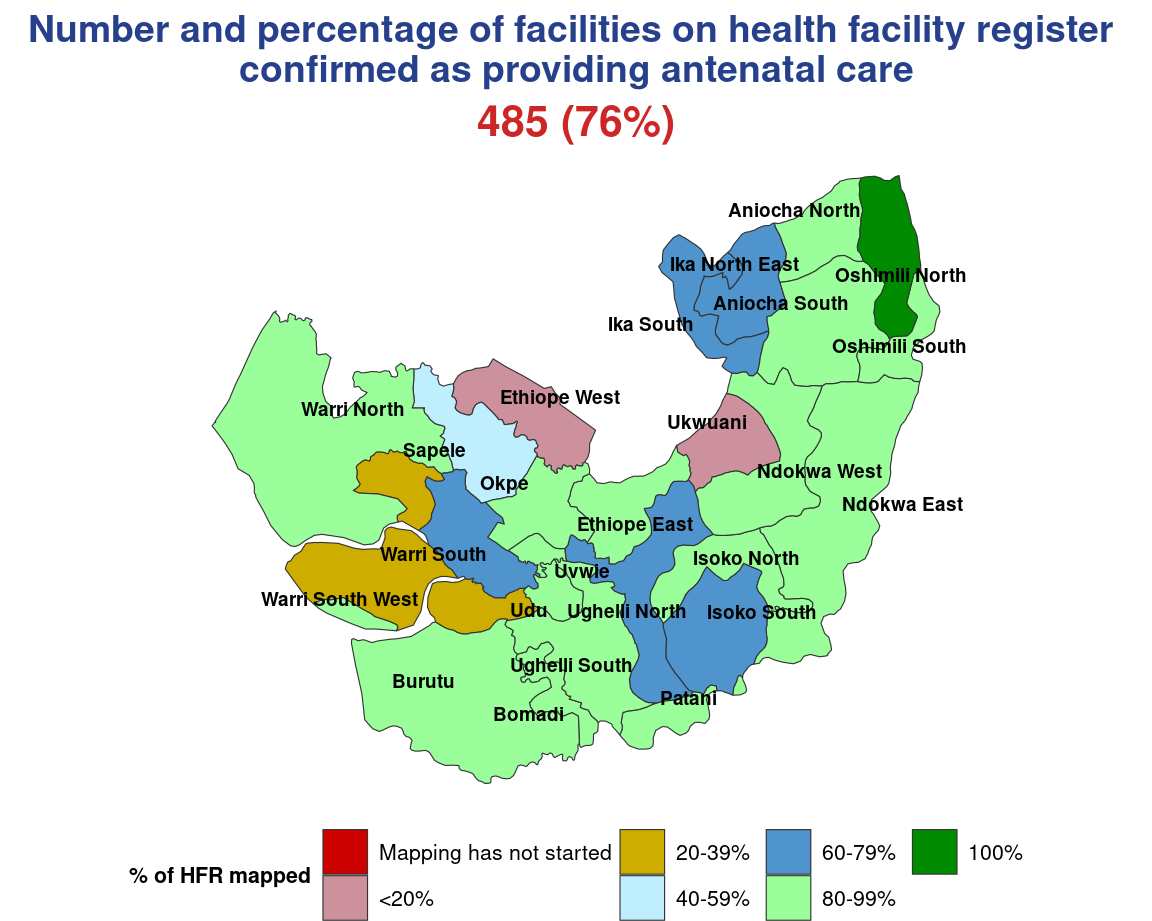 Number and percentage of facilities on health facility register
confirmed as providing antenatal care
485 (76%)
Aniocha North
Ika North East
Oshimili North
Aniocha South
Ika South
Oshimili South
Ethiope West
Warri North
Ukwuani
Sapele
Ndokwa West
Okpe
Ndokwa East
Ethiope East
Warri South
Isoko North
Uvwie
Warri South West
Udu
Ughelli North
Isoko South
Ughelli South
Burutu
Patani
Bomadi
% of HFR mapped
Mapping has not started
<20%
20-39%
40-59%
60-79%
80-99%
100%